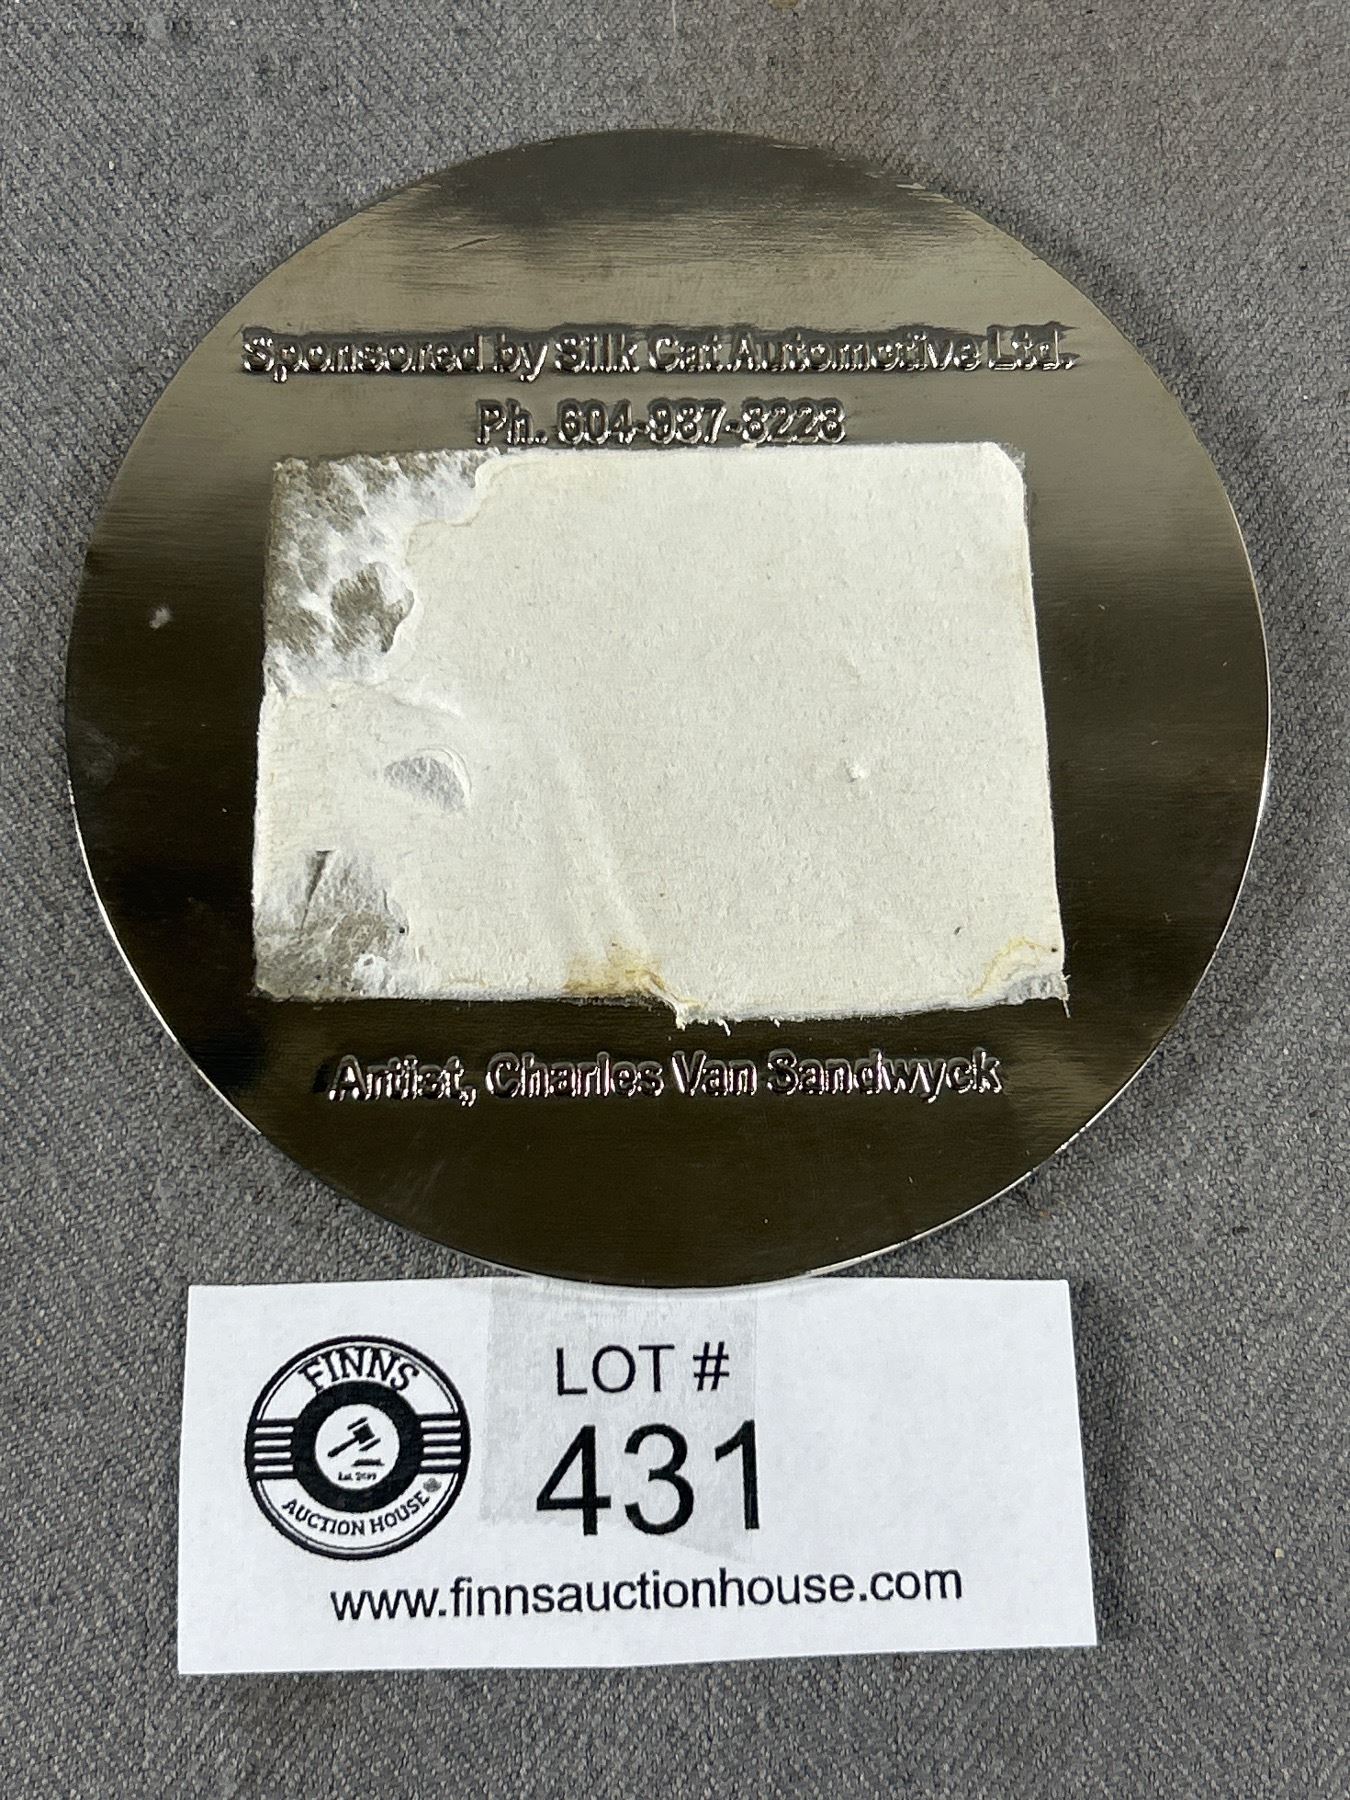 Sponsored by Silk Cat Automotive Ltd.
Ph. 604-987-8228
Artist, Charles Van Sandwyck
FINNS
AUCTION HOUSE
LOT #
431
www.finnsauctionhouse.com